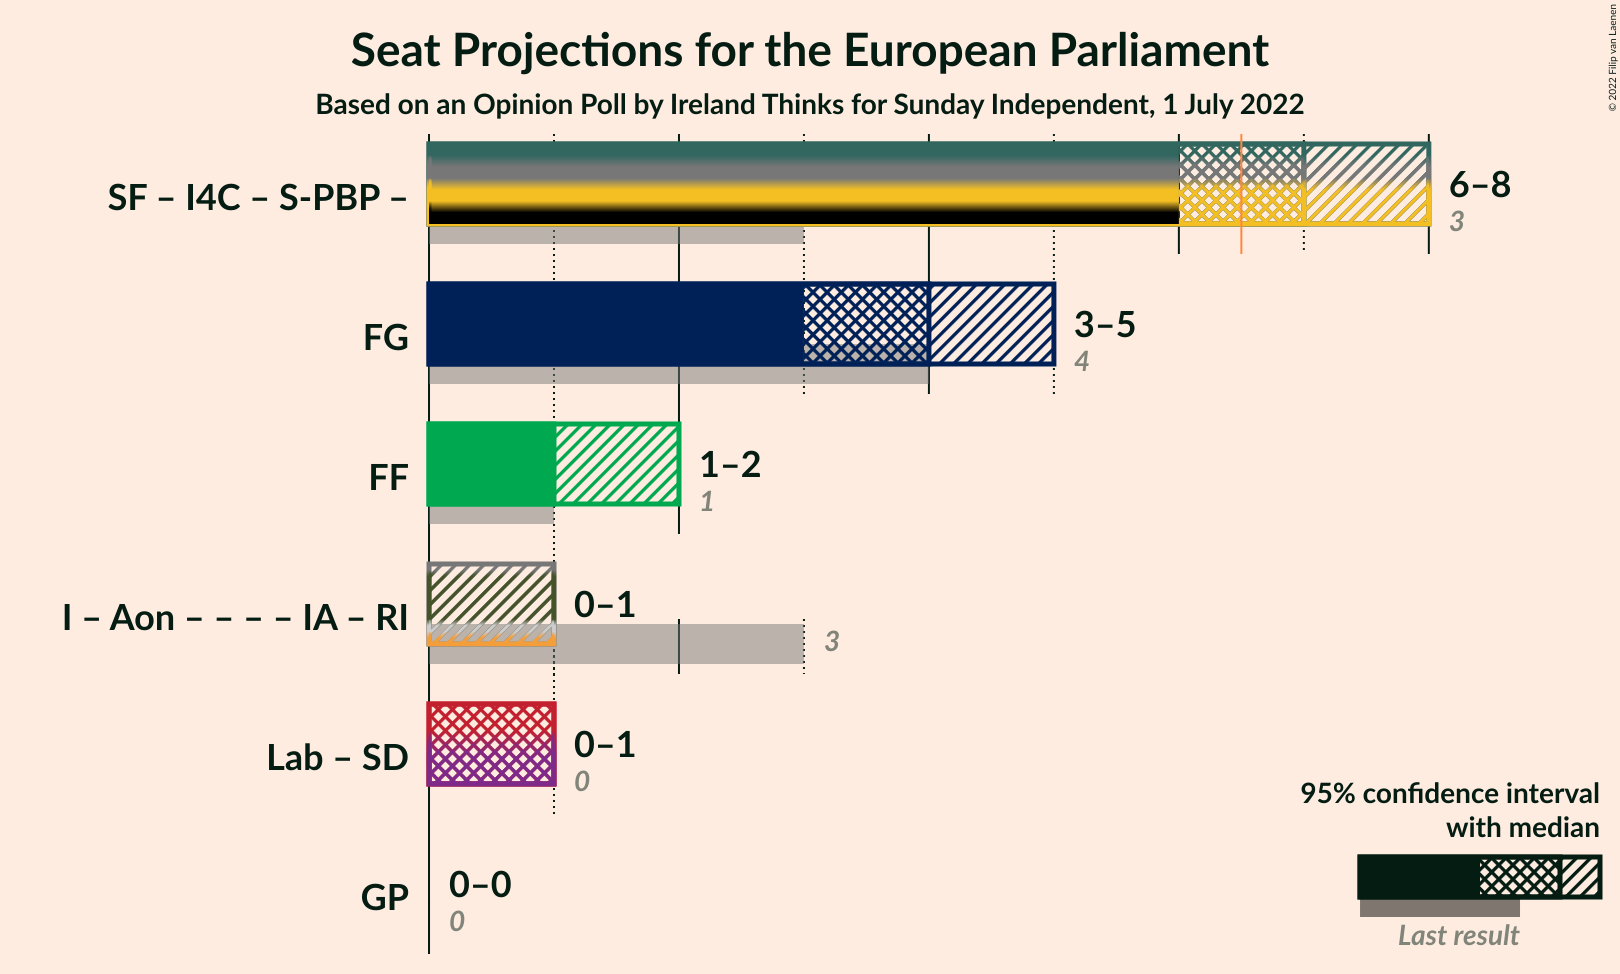 Seat Projections for the European Parliament
Based on an Opinion Poll by Ireland Thinks for Sunday Independent, 1 July 2022
© 2022 Filip van Laenen
SF – I4C – S-PBP –
6–8
3
FG
3–5
4
FF
1–2
1
I – Aon – – – – IA – RI
0–1
3
Lab – SD
0–1
0
GP
0–0
0
95% confidence interval
with median
Last result